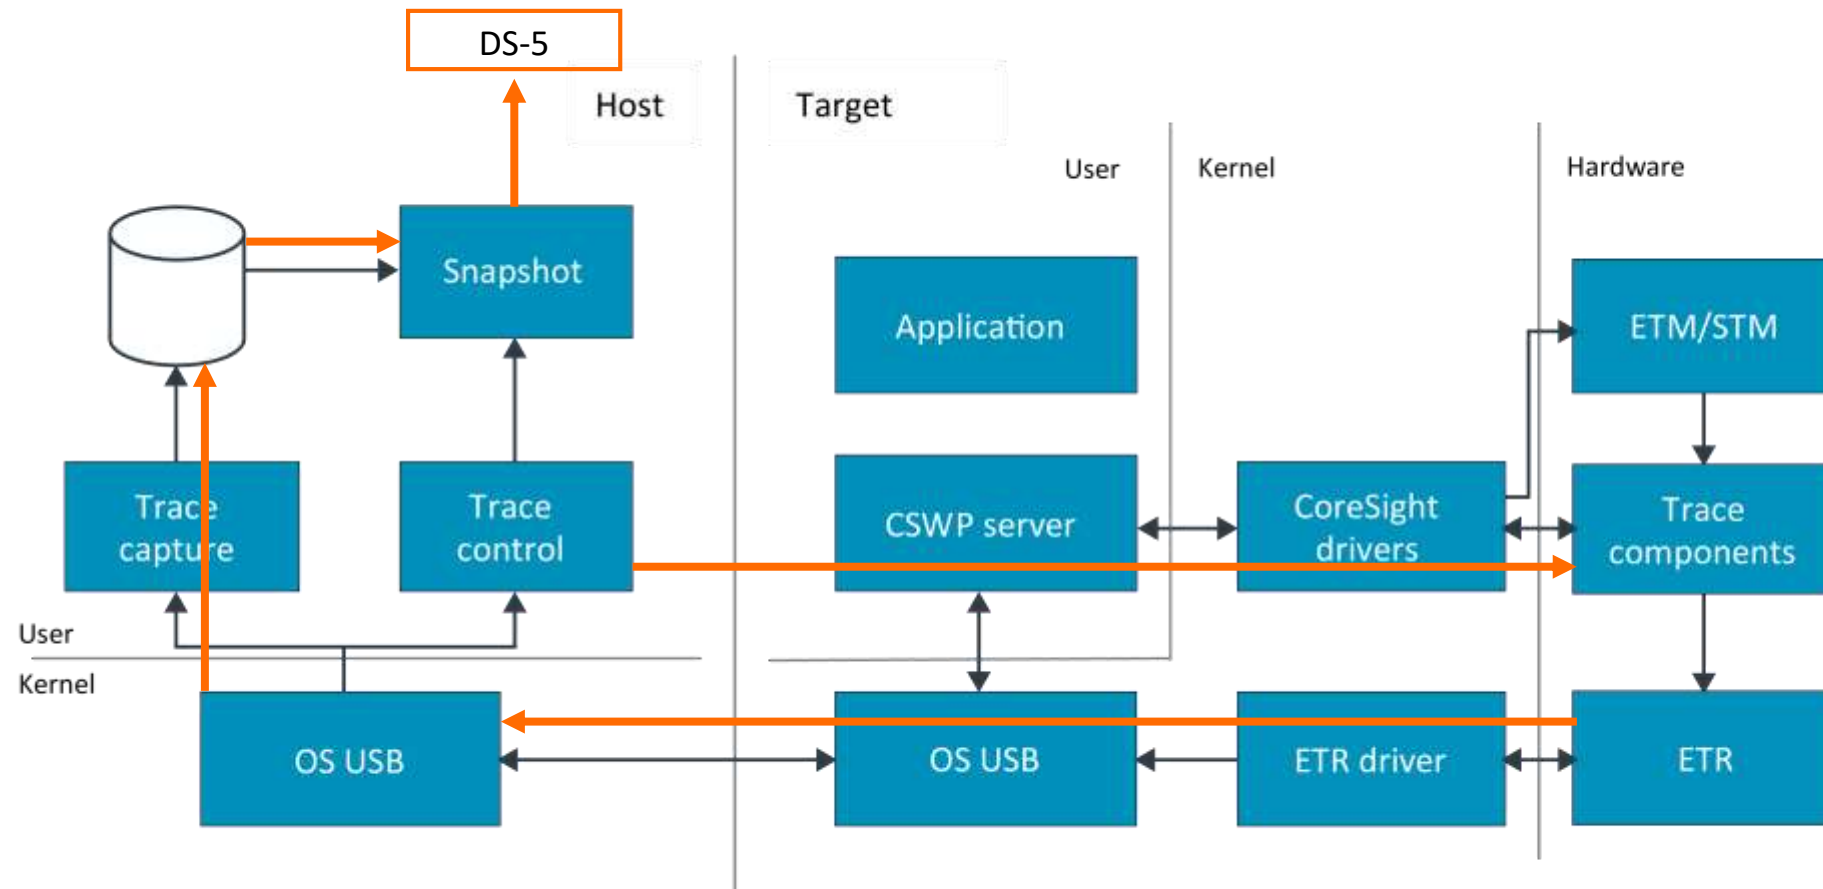 DS-5
Host
Target
User
Kernel
Hardware
Snapshot
Application
ETM/STM
Trace
capture
Trace
control
CSWP server
CoreSight
drivers
Trace
components
User
Kernel
OS USB
OS USB
ETR driver
ETR